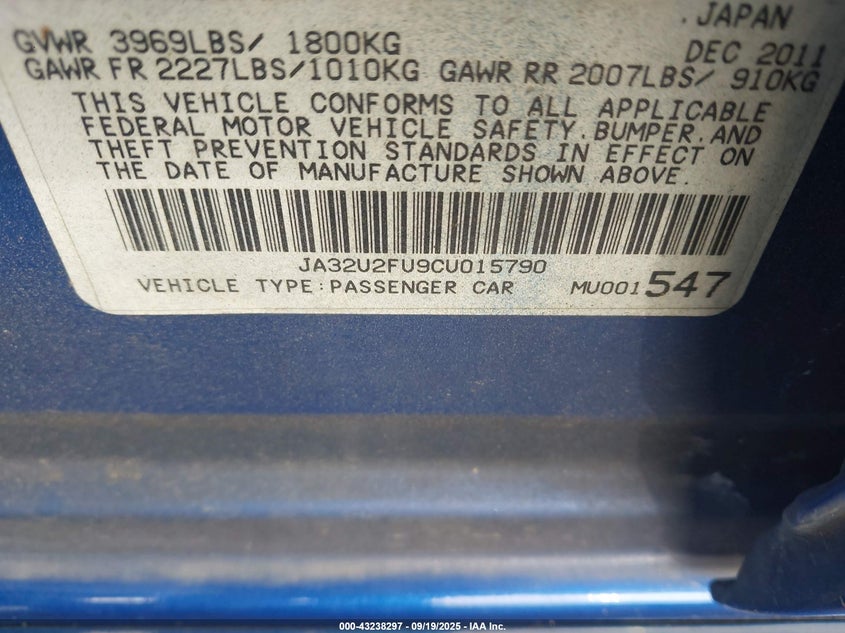 .JAPAN
GVWR 3969LBS/ 1800KG DEC 2011
GAWR FR 2227LBS/1010KG GAWR RR 2007LBS/ 910KG
THIS VEHICLE CONFORMS TO ALL APPLICABLE
FEDERAL MOTOR VEHICLE SAFETY.BUMPER.AND
THEFT PREVENTION STANDARDS IN EFFECT ON
THE DATE OF MANUFACTURE SHOWN ABOVE.
JA32U2FU9CU015790
VEHICLE TYPE:PASSENGER CAR MU001547
000-43238297 - 09/19/2025 - IAA Inc.